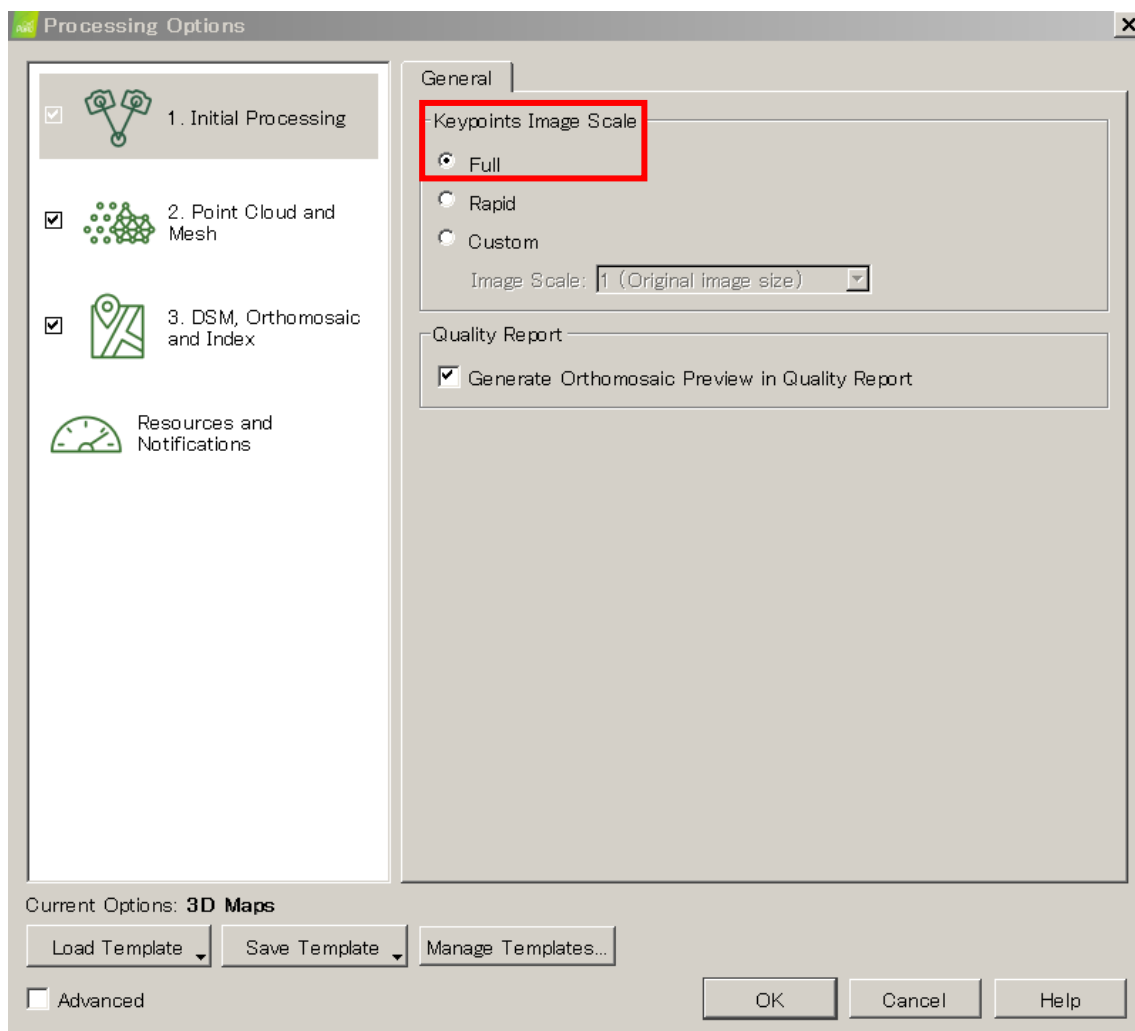 Processing Options
1. Initial Processing
2. Point Cloud and
Mesh
3. DSM, Orthomosaic
and Index
Resources and
Notifications
General
Keypoints Image Scale
Full
Rapid
Custom
Image Scale: 1 (Original image size)
Quality Report
Generate Orthomosaic Preview in Quality Report
Current Options: 3D Maps
Load Template
Save Template
Manage Templates...
Advanced
OK
Cancel
Help